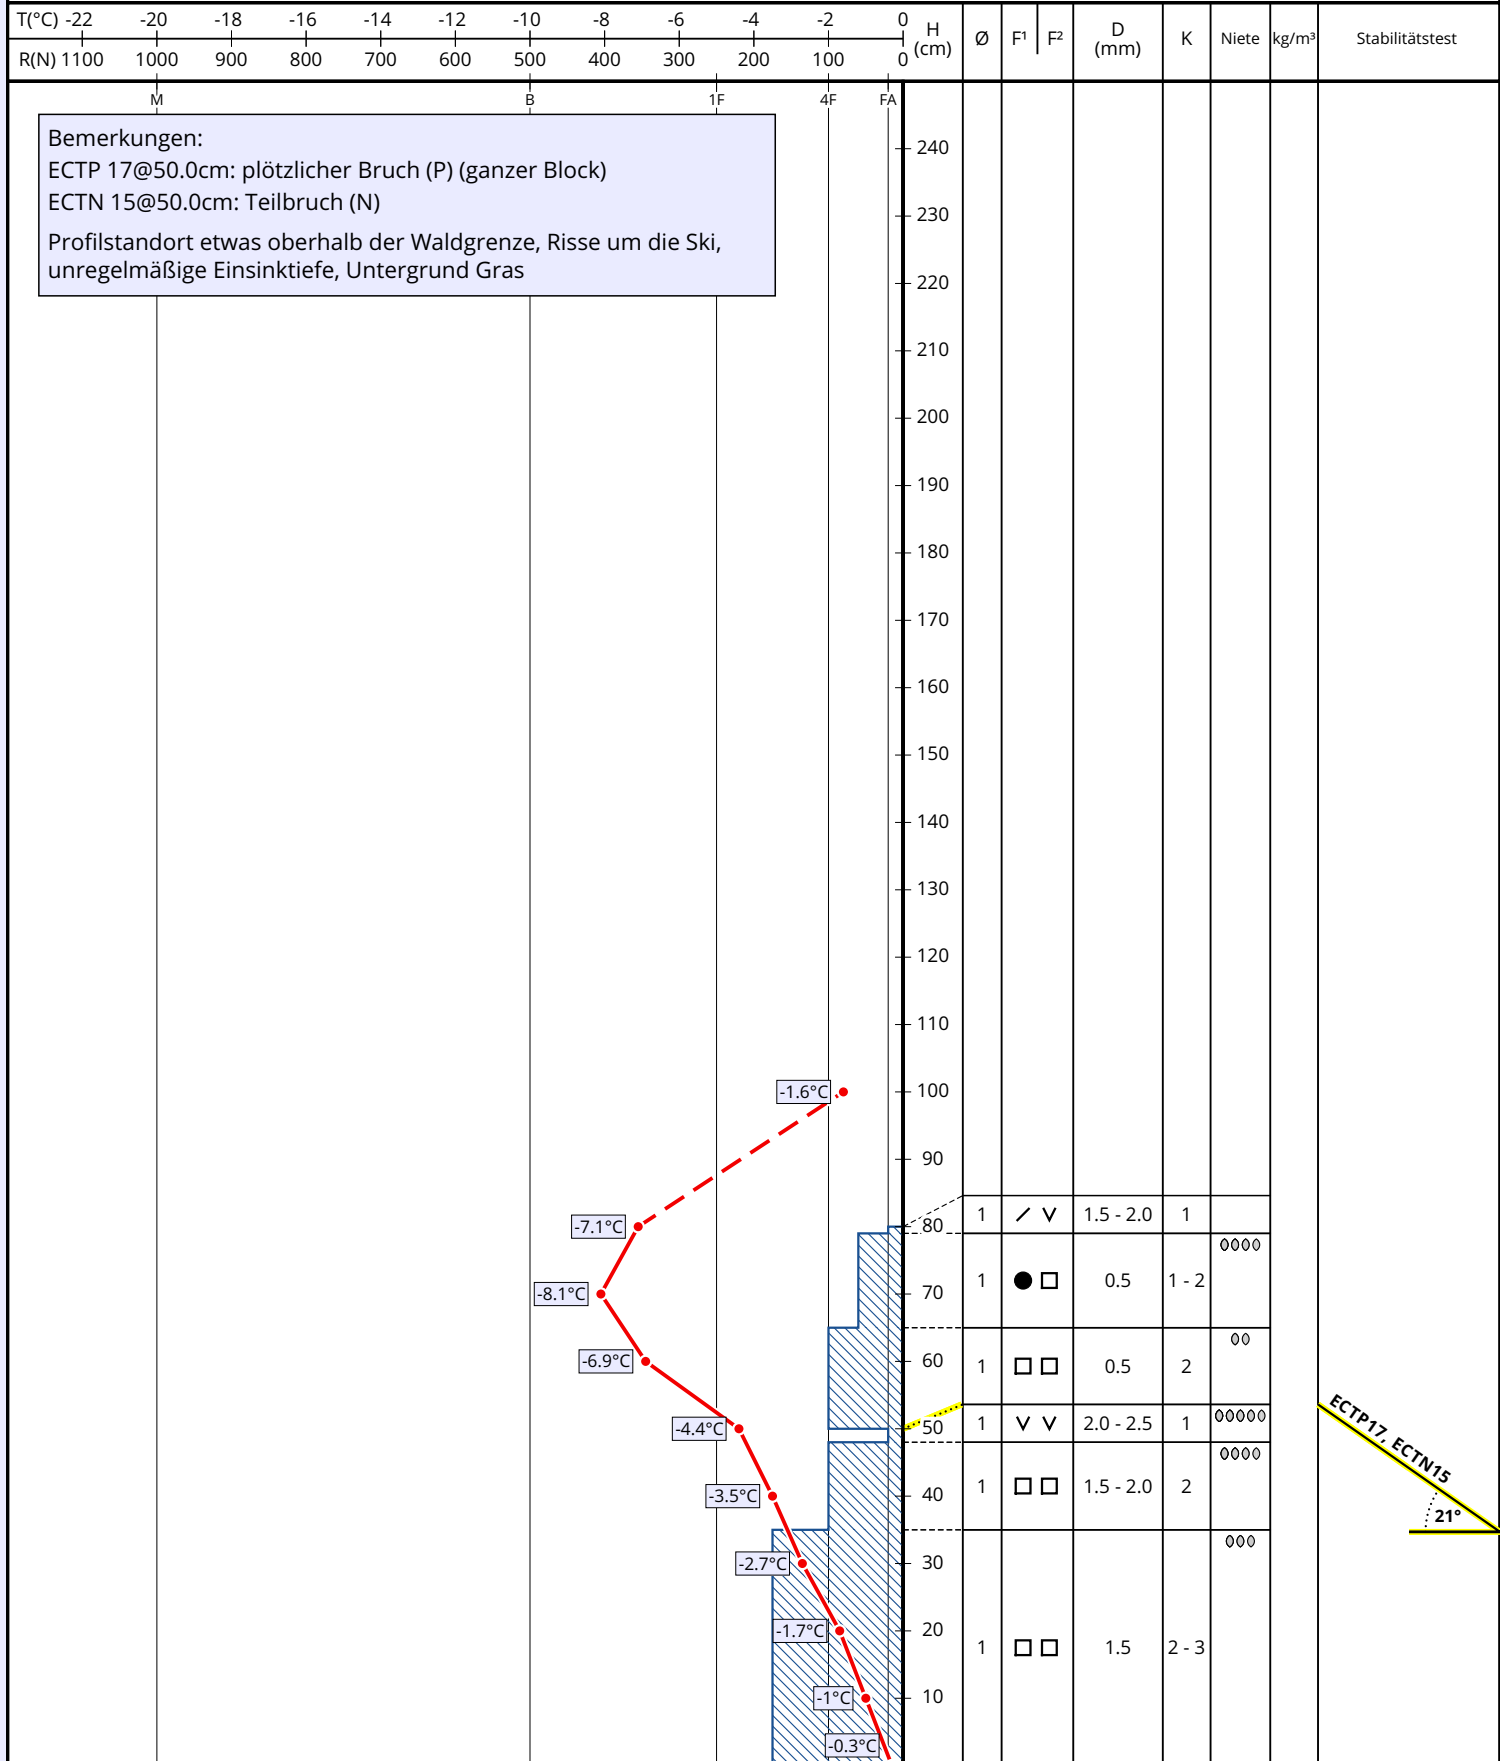 T(°C) -22 -20 -18 -16 -14 -12 -10 -8 -6 -4 -2 0
R(N) 1100 1000 900 800 700 600 500 400 300 200 100 0
H (cm) Ø F¹ F² D (mm) K Niete kg/m³ Stabilitätstest
M B 1F 4F FA
Bemerkungen:
ECTP 17@50.0cm: plötzlicher Bruch (P) (ganzer Block)
ECTN 15@50.0cm: Teilbruch (N)
Profilstandort etwas oberhalb der Waldgrenze, Risse um die Ski,
unregelmäßige Einsinktiefe, Untergrund Gras
240
230
220
210
200
190
180
170
160
150
140
130
120
110
-1.6°C 100
90
1 1.5 - 2.0 1
-7.1°C 80
1 0.5 1 - 2
-8.1°C 70
-6.9°C 60
1 0.5 2
1 2.0 - 2.5 1
-4.4°C 50
ECTP17, ECTN15
21°
1 1.5 - 2.0 2
-3.5°C 40
-2.7°C 30
-1.7°C 20
1 1.5 2 - 3
-1°C 10
-0.3°C